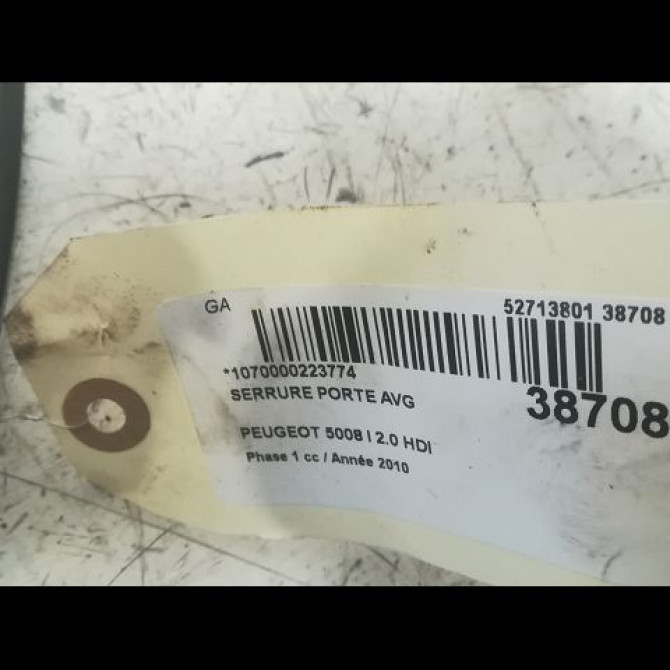 GA
52713801 38708
*1070000223774
38708
SERRURE PORTE AVG
PEUGEOT 5008 I 2.0 HDI
Phase 1 cc / Année 2010